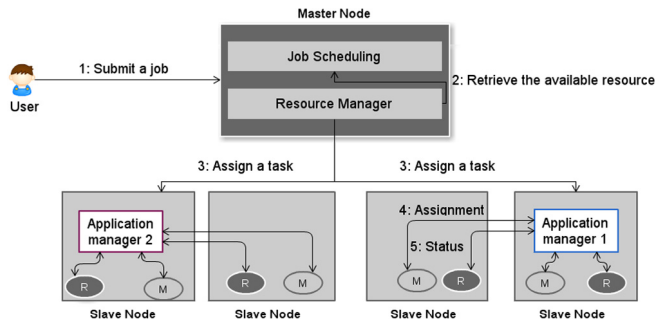 Master Node
1: Submit a job
Job Scheduling
2: Retrieve the available resource
User
Resource Manager
3: Assign a task
3: Assign a task
Application
manager 2
4: Assignment
Application
manager 1
5: Status
R
M
R
M
M
R
M
R
Slave Node
Slave Node
Slave Node
Slave Node